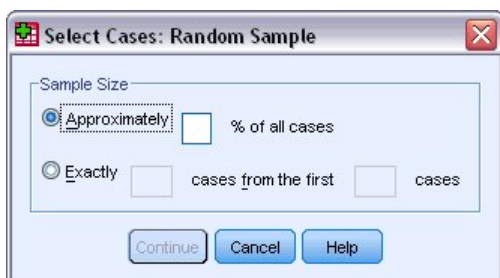 Select Cases: Random Sample
Sample Size
Approximately % of all cases
Exactly cases from the first cases
Continue Cancel Help